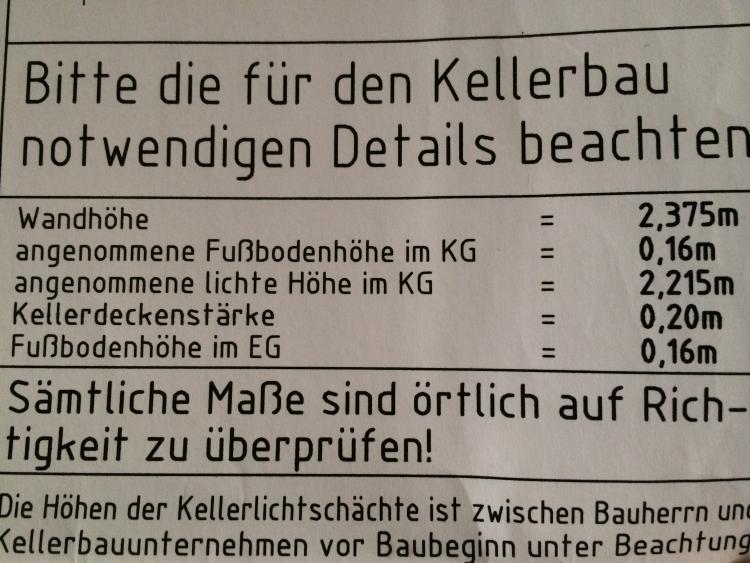 Bitte die für den Kellerbau
notwendigen Details beachten
Wandhöhe = 2,375m
angenommene Fußbodenhöhe im KG = 0,16m
angenommene lichte Höhe im KG = 2,215m
Kellerdeckenstärke = 0,20m
Fußbodenhöhe im EG = 0,16m
Sämtliche Maße sind örtlich auf Rich-
tigkeit zu überprüfen!
Die Höhen der Kellerlichtschächte ist zwischen Bauherrn und
Kellerbauunternehmen vor Baubeginn unter Beachtung